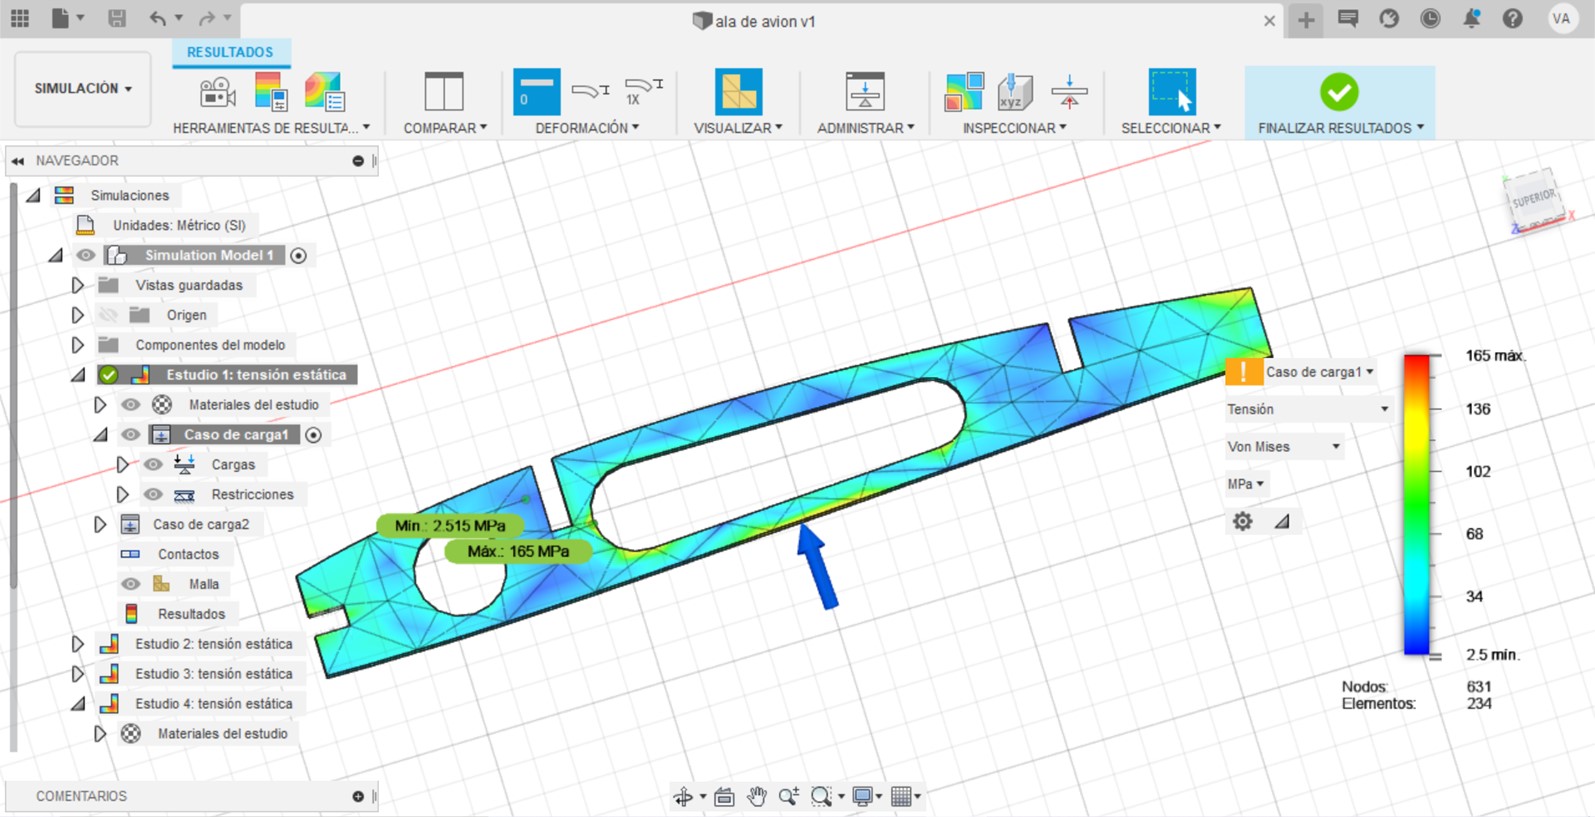 ala de avion v1
VA
RESULTADOS
SIMULACIÓN
0
1X
xyz
HERRAMIENTAS DE RESULTA...
COMPARAR
DEFORMACIÓN
VISUALIZAR
ADMINISTRAR
INSPECCIONAR
SELECCIONAR
FINALIZAR RESULTADOS
NAVEGADOR
Simulaciones
Unidades: Métrico (SI)
Simulation Model 1
Vistas guardadas
Origen
Componentes del modelo
Estudio 1: tensión estática
Materiales del estudio
Caso de carga1
Cargas
Restricciones
Caso de carga2
Contactos
Malla
Resultados
Estudio 2: tensión estática
Estudio 3: tensión estática
Estudio 4: tensión estática
Materiales del estudio
COMENTARIOS
Mín.: 2.515 MPa
Máx.: 165 MPa
SUPERIOR
X
Z
Caso de carga1
Tensión
Von Mises
MPa
165 máx.
136
102
68
34
2.5 mín.
Nodos: 631
Elementos: 234